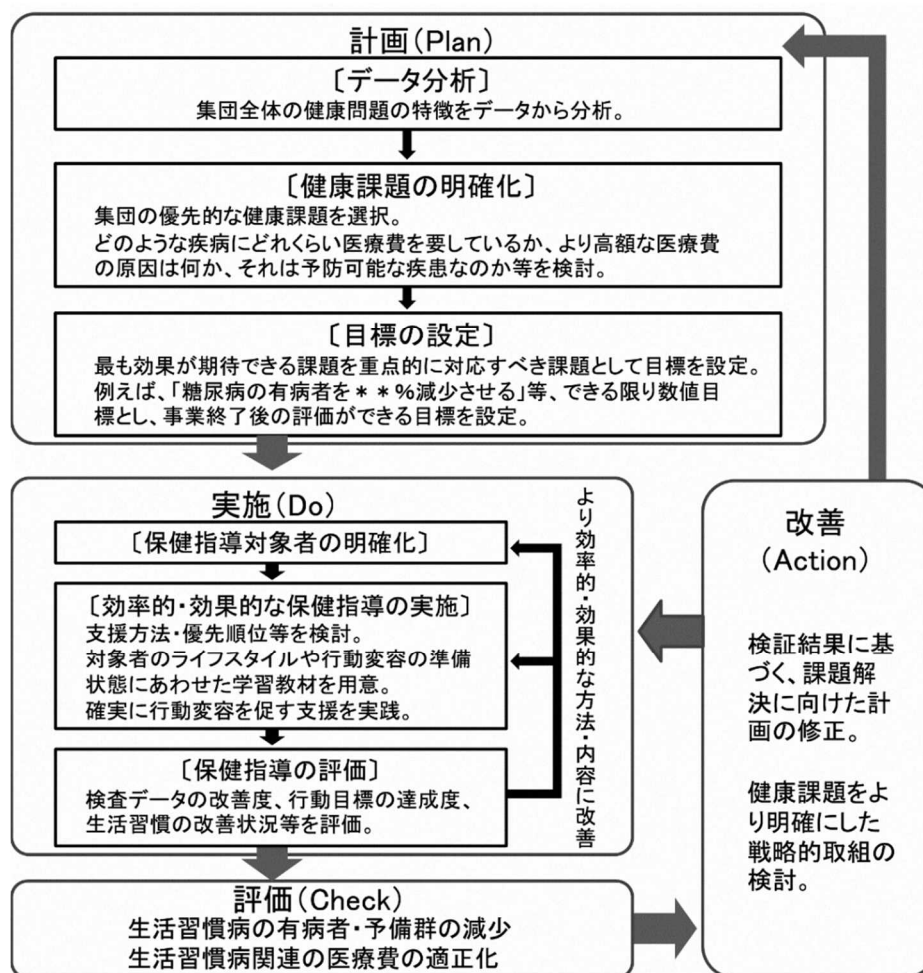 計画(Plan)
〔データ分析〕
集団全体の健康問題の特徴をデータから分析。
〔健康課題の明確化〕
集団の優先的な健康課題を選択。
どのような疾病にどれくらい医療費を要しているか、より高額な医療費
の原因は何か、それは予防可能な疾患なのか等を検討。
〔目標の設定〕
最も効果が期待できる課題を重点的に対応すべき課題として目標を設定。
例えば、「糖尿病の有病者を＊＊%減少させる」等、できる限り数値目
標とし、事業終了後の評価ができる目標を設定。
実施(Do)
〔保健指導対象者の明確化〕
〔効率的・効果的な保健指導の実施〕
支援方法・優先順位等を検討。
対象者のライフスタイルや行動変容の準備
状態にあわせた学習教材を用意。
確実に行動変容を促す支援を実践。
〔保健指導の評価〕
検査データの改善度、行動目標の達成度、
生活習慣の改善状況等を評価。
より効率的・効果的な方法・内容に改善
評価(Check)
生活習慣病の有病者・予備群の減少
生活習慣病関連の医療費の適正化
改善
(Action)
検証結果に基
づく、課題解
決に向けた計
画の修正。
健康課題をよ
り明確にした
戦略的取組の
検討。